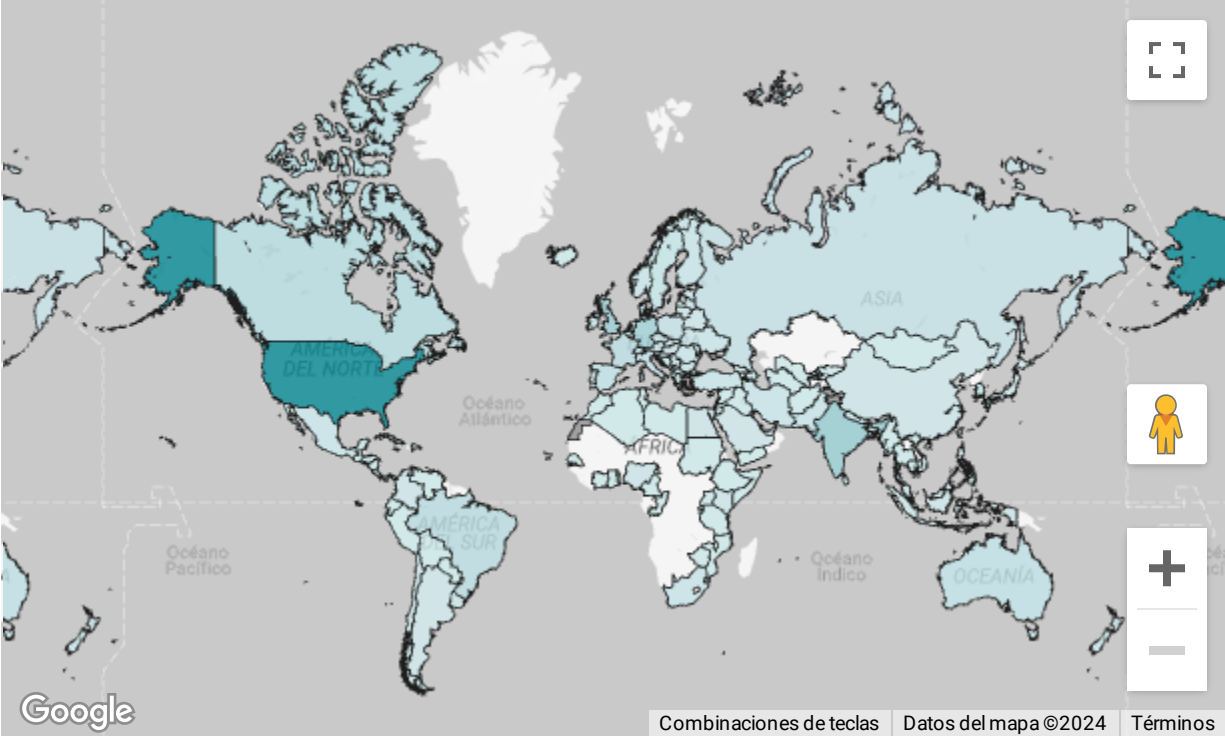 ASIA
AMÉRICA
DEL NORTE
Océano
Atlántico
ÁFRICA
AMÉRICA
DEL SUR
Océano
Pacífico
Océano
Índico
OCEANÍA
Google
Combinaciones de teclas
Datos del mapa ©2024
Términos